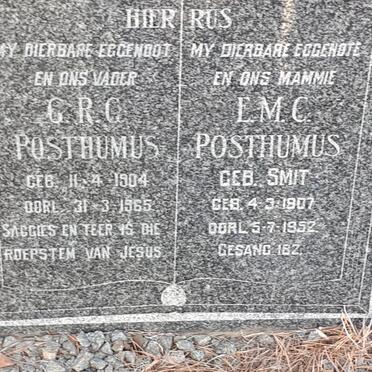 HIER RUS
MY DIERBARE EGGENOOT
EN ONS VADER
G.R.C.
POSTHUMUS
GEB. 11-4-1904
OORL. 31-3-1965
SAGGIES EN TEER IS DIE
ROEPSTEM VAN JESUS
MY DIERBARE EGGENOTE
EN ONS MAMMIE
E.M.C.
POSTHUMUS
GEB. SMIT
GEB. 4-3-1907
OORL. 5-7-1952
GESANG 182.